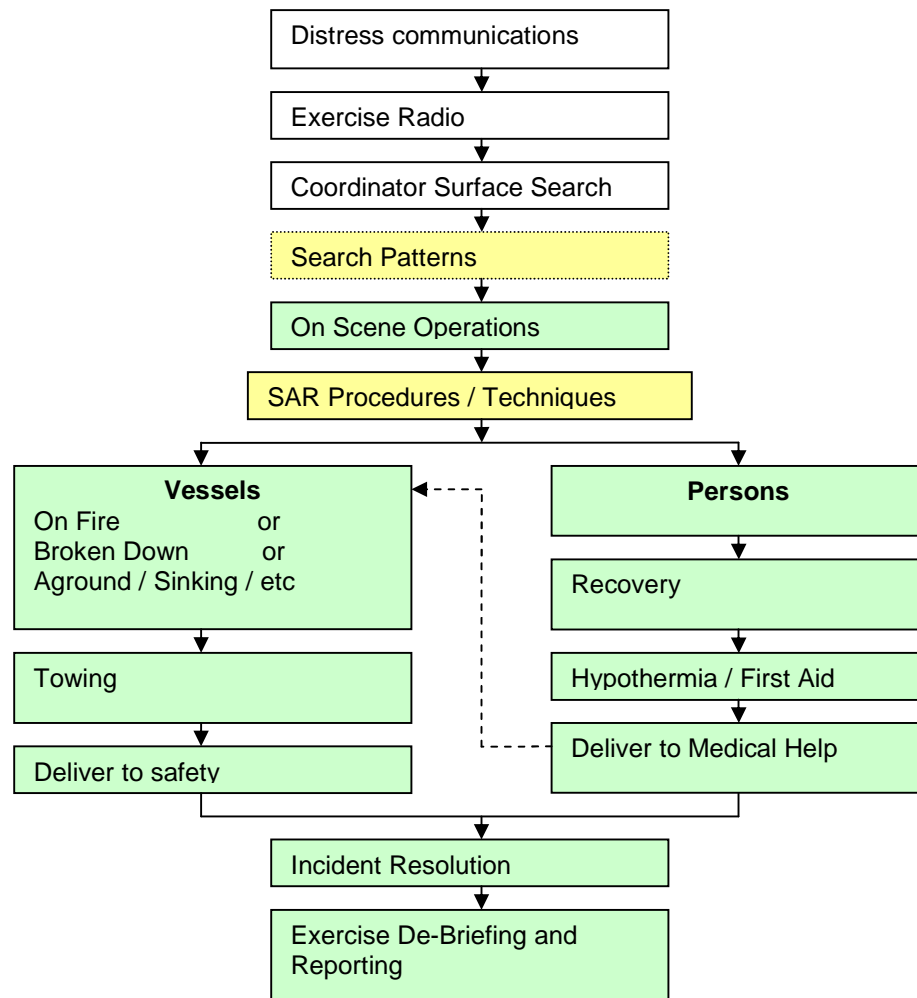 Distress communications
Exercise Radio
Coordinator Surface Search
Search Patterns
On Scene Operations
SAR Procedures / Techniques
Vessels
On Fire or
Broken Down or
Aground / Sinking / etc
Towing
Deliver to safety
Persons
Recovery
Hypothermia / First Aid
Deliver to Medical Help
Incident Resolution
Exercise De-Briefing and
Reporting